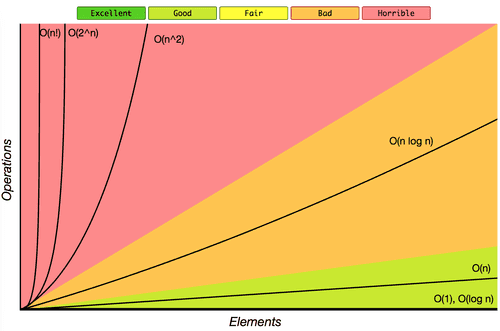 Excellent Good Fair Bad Horrible
O(n!) O(2^n)
O(n^2)
O(n log n)
O(n)
O(1), O(log n)
Operations
Elements